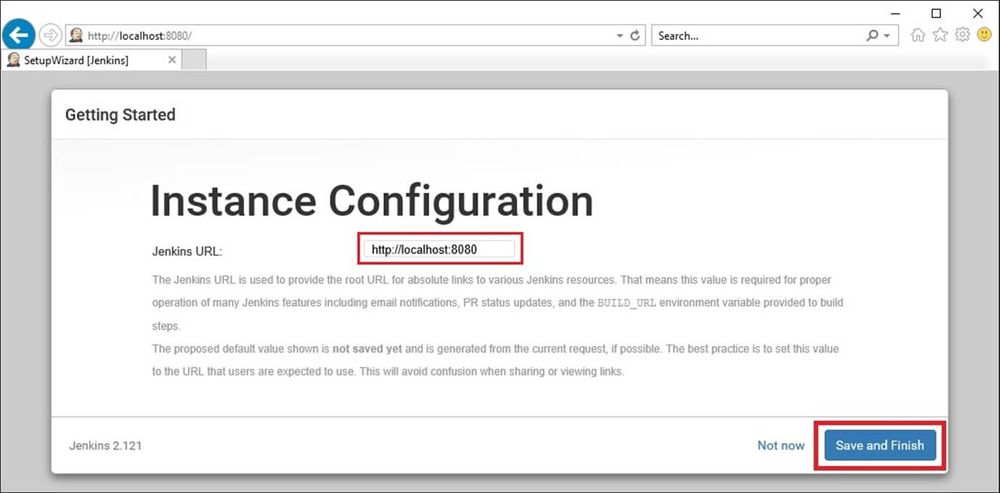 http://localhost:8080/
Search...
SetupWizard [Jenkins]
Getting Started
Instance Configuration
Jenkins URL: http://localhost:8080
The Jenkins URL is used to provide the root URL for absolute links to various Jenkins resources. That means this value is required for proper
operation of many Jenkins features including email notifications, PR status updates, and the BUILD_URL environment variable provided to build
steps.
The proposed default value shown is not saved yet and is generated from the current request, if possible. The best practice is to set this value
to the URL that users are expected to use. This will avoid confusion when sharing or viewing links.
Jenkins 2.121
Not now
Save and Finish